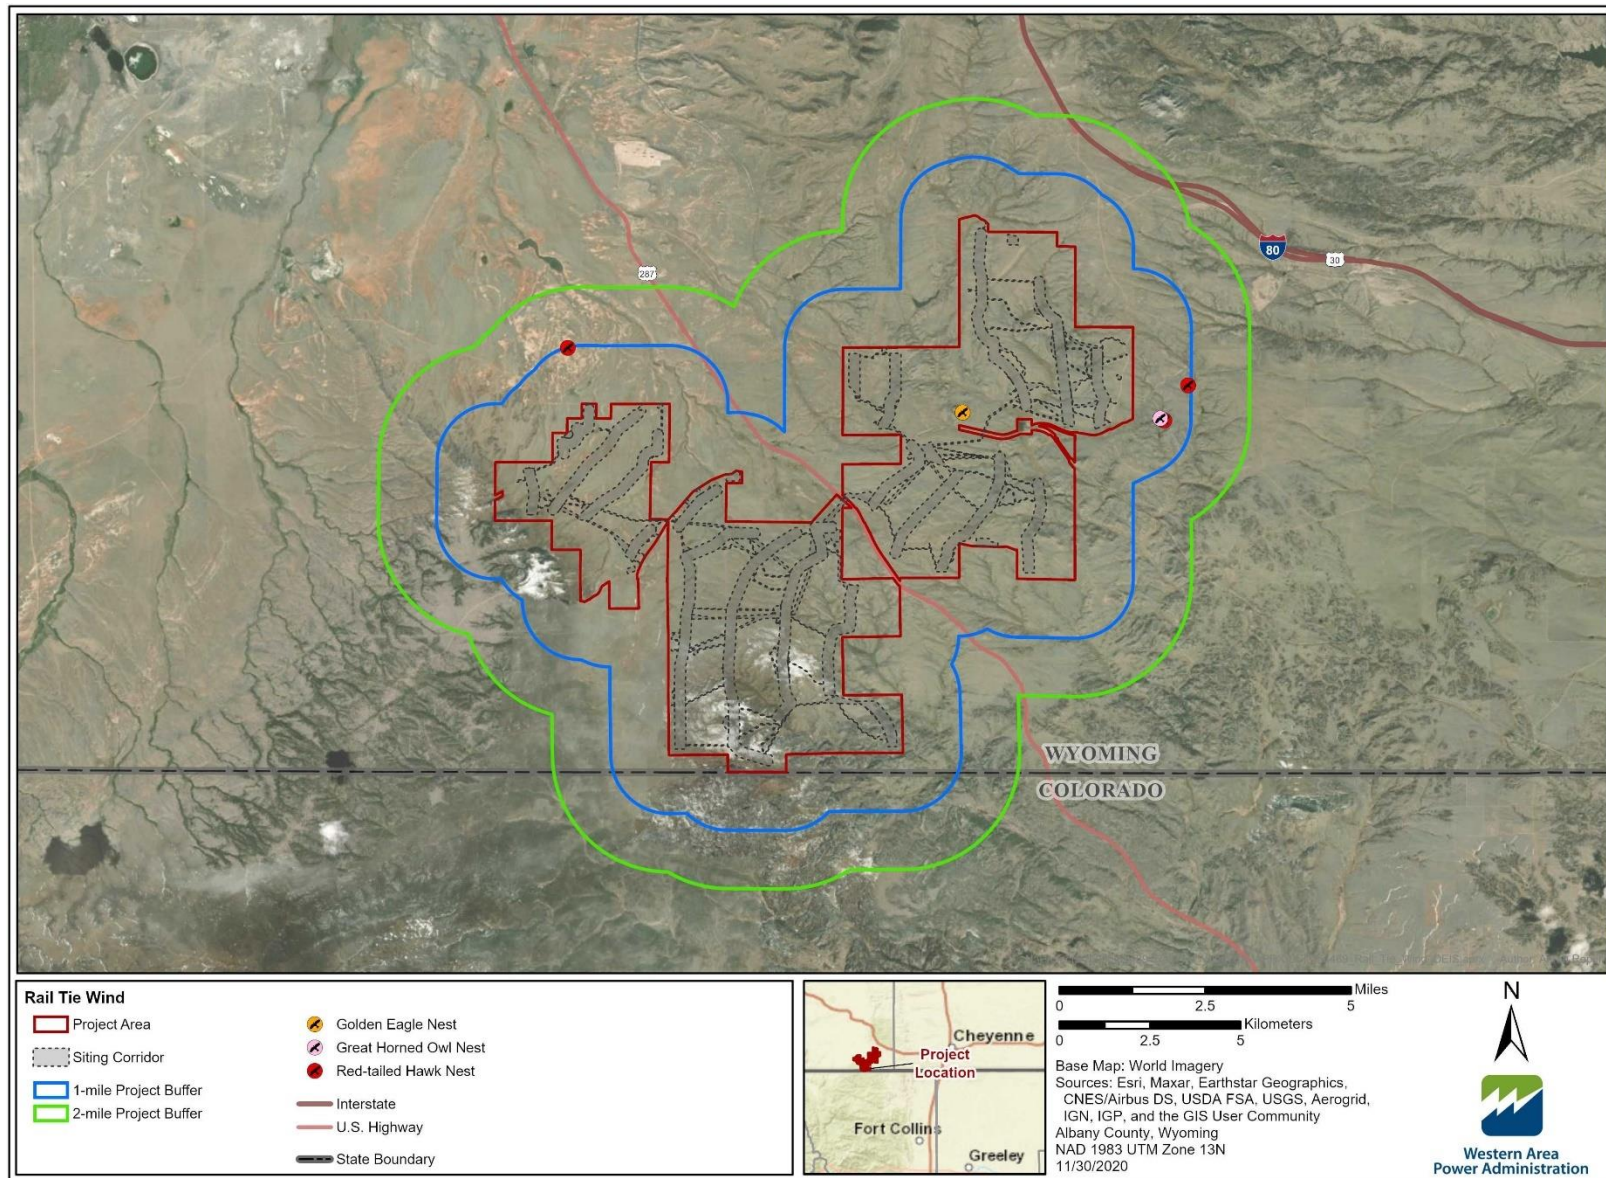 287
80
30
WYOMING
COLORADO
Rail Tie Wind
Project Area
Siting Corridor
1-mile Project Buffer
2-mile Project Buffer
Golden Eagle Nest
Great Horned Owl Nest
Red-tailed Hawk Nest
Interstate
U.S. Highway
State Boundary
Cheyenne
Project
Location
Fort Collins
Greeley
Miles
0 2.5 5
Kilometers
0 2.5 5
Base Map: World Imagery
Sources: Esri, Maxar, Earthstar Geographics,
CNES/Airbus DS, USDA FSA, USGS, Aerogrid,
IGN, IGP, and the GIS User Community
Albany County, Wyoming
NAD 1983 UTM Zone 13N
11/30/2020
N
Western Area
Power Administration